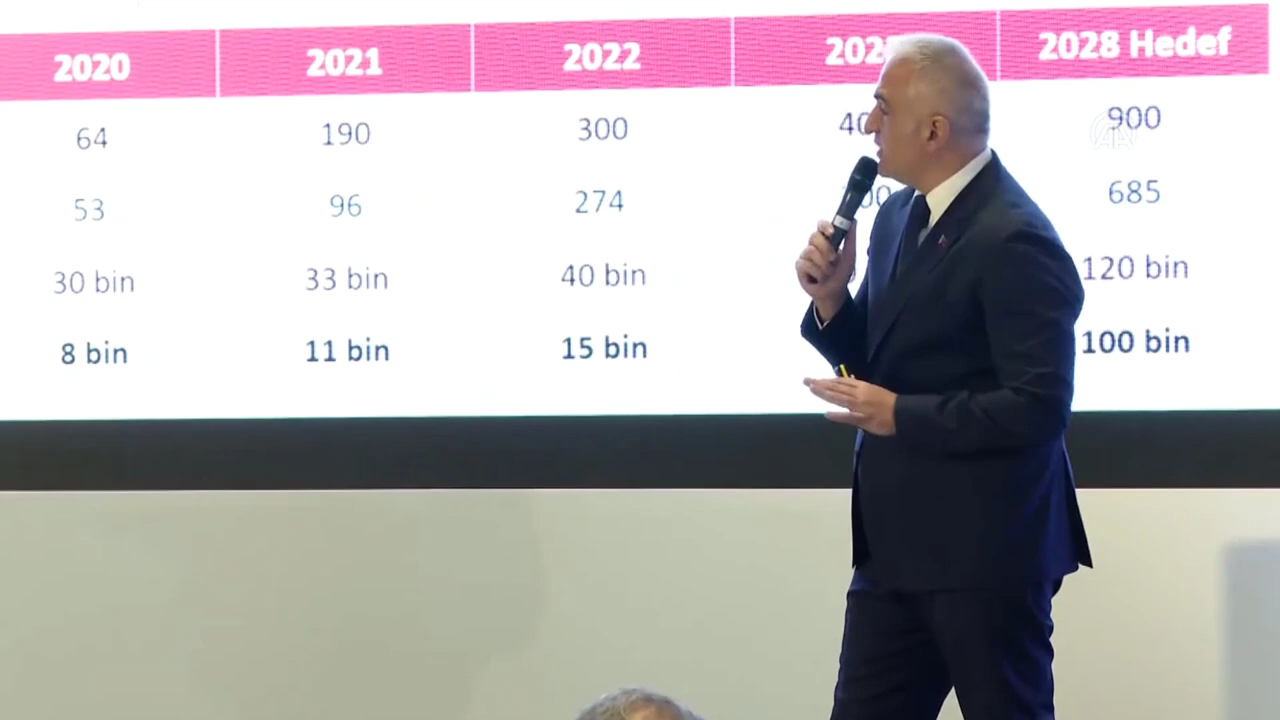 2020 2021 2022 2028 Hedef
64 190 300 900
53 96 274 685
30 bin 33 bin 40 bin 120 bin
8 bin 11 bin 15 bin 100 bin
AA